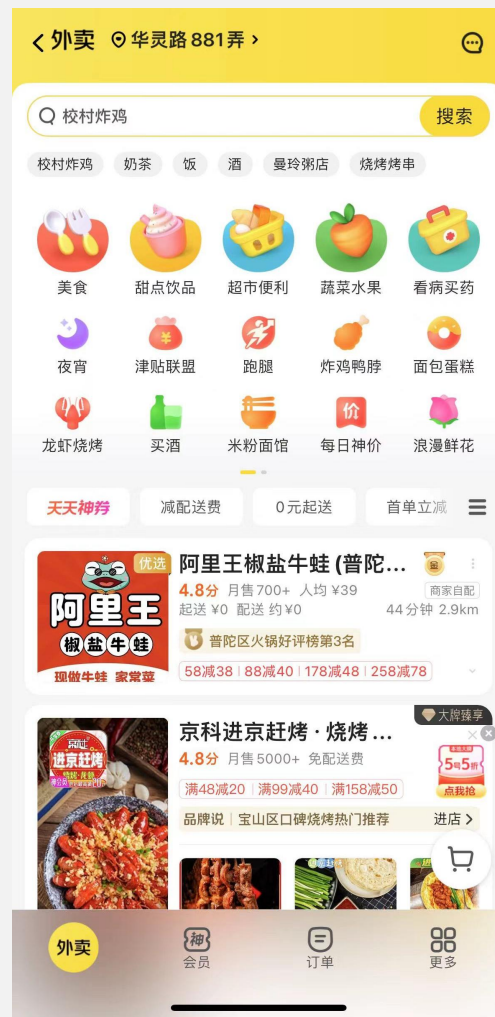 外卖 华灵路881弄
校村炸鸡 搜索
校村炸鸡 奶茶 饭 酒 曼玲粥店 烧烤烤串
美食 甜点饮品 超市便利 蔬菜水果 看病买药
夜宵 津贴联盟 跑腿 炸鸡鸭脖 面包蛋糕
价
龙虾烧烤 买酒 米粉面馆 每日神价 浪漫鲜花
天天神券 减配送费 0元起送 首单立减
优选
阿里王
椒盐牛蛙
现做牛蛙 家常菜
阿里王椒盐牛蛙(普陀... 金
4.8分 月售700+ 人均¥39 商家自配
起送 ¥0 配送 约¥0 44分钟 2.9km
普陀区火锅好评榜第3名
58减38 88减40 178减48 258减78
大牌臻享
进京赶烤
京科进京赶烤·烧烤...
4.8分 月售5000+ 免配送费
满48减20 满99减40 满158减50
品牌说 宝山区口碑烧烤热门推荐 进店
5号5折
点我抢
外卖 神 会员 订单 更多